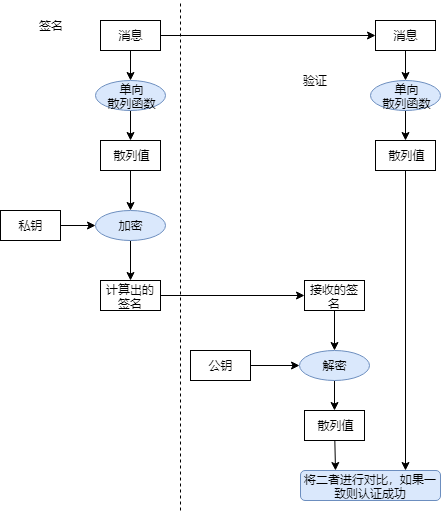 签名
消息
消息
验证
单向
散列函数
单向
散列函数
散列值
散列值
私钥
加密
计算出的
签名
接收的签
名
公钥
解密
散列值
将二者进行对比，如果一
致则认证成功